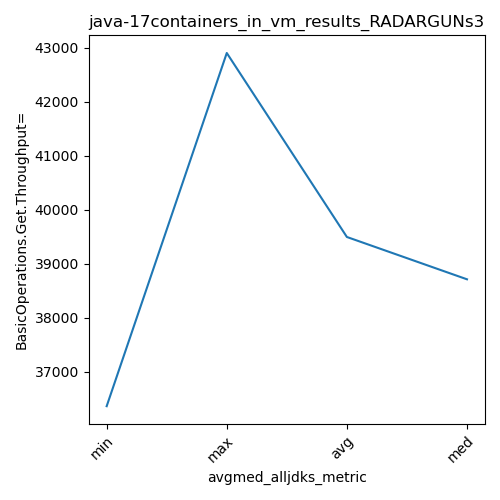 java-17containers_in_vm_results_RADARGUNs3
43000
42000
41000
40000
39000
38000
37000
BasicOperations.Get.Throughput=
min
max
avg
med
avgmed_alljdks_metric